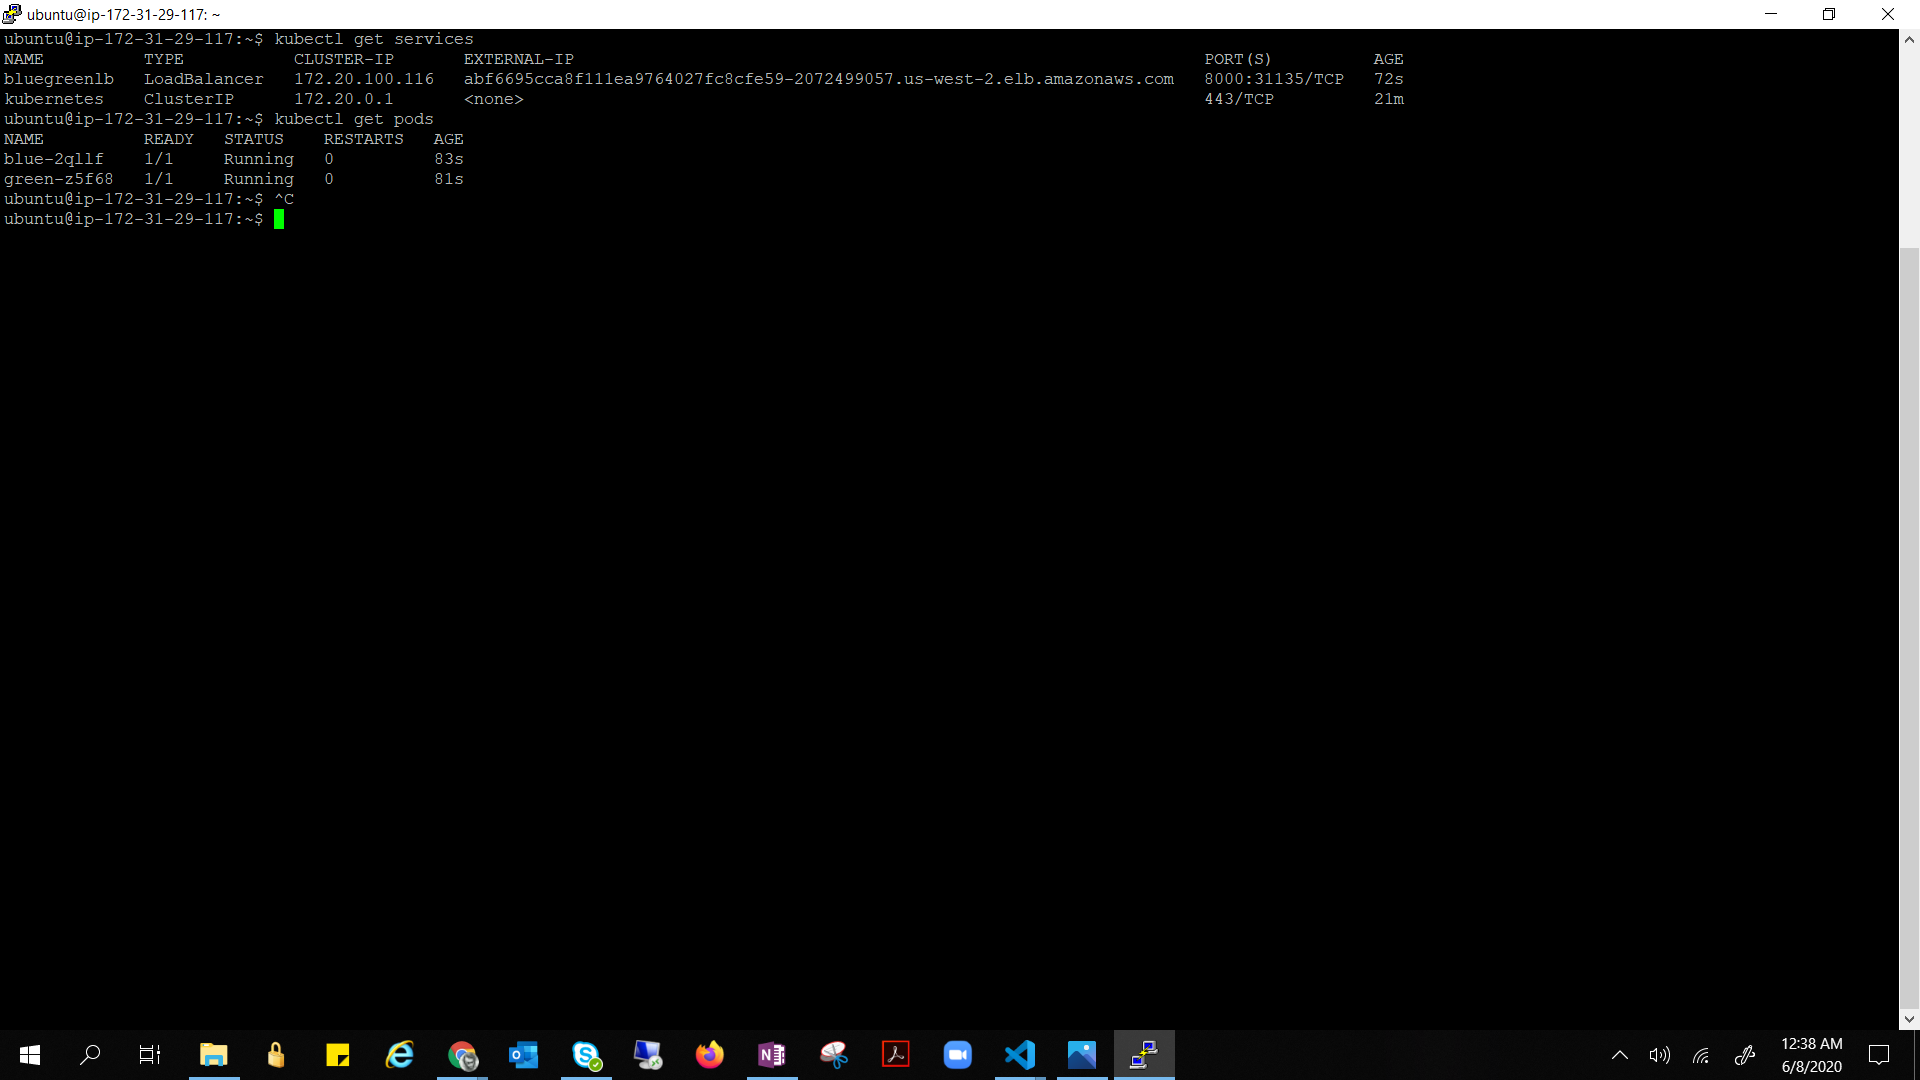 ubuntu@ip-172-31-29-117: ~
ubuntu@ip-172-31-29-117:~$ kubectl get services
NAME TYPE CLUSTER-IP EXTERNAL-IP PORT(S) AGE
bluegreenlb LoadBalancer 172.20.100.116 abf6695cca8f111ea9764027fc8cfe59-2072499057.us-west-2.elb.amazonaws.com 8000:31135/TCP 72s
kubernetes ClusterIP 172.20.0.1 <none> 443/TCP 21m
ubuntu@ip-172-31-29-117:~$ kubectl get pods
NAME READY STATUS RESTARTS AGE
blue-2qllf 1/1 Running 0 83s
green-z5f68 1/1 Running 0 81s
ubuntu@ip-172-31-29-117:~$ ^C
ubuntu@ip-172-31-29-117:~$
12:38 AM
6/8/2020